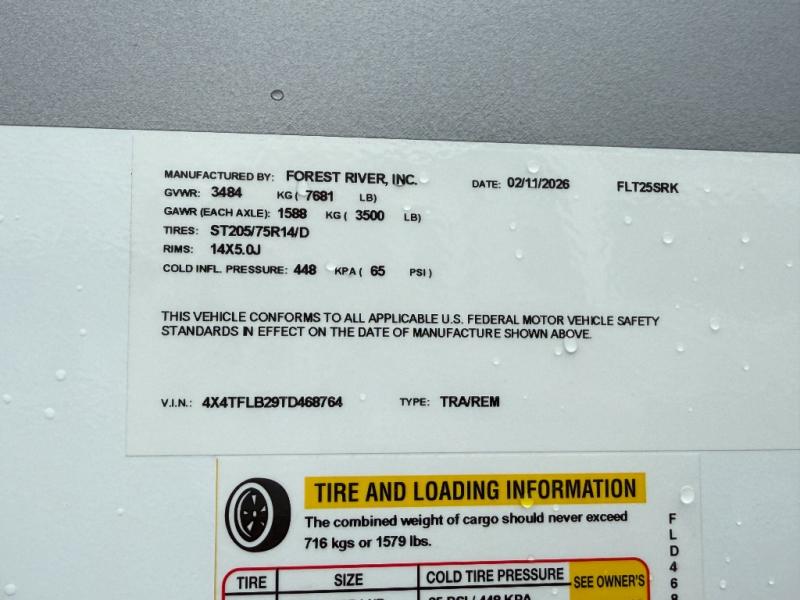 MANUFACTURED BY: FOREST RIVER, INC. DATE: 02/11/2026 FLT25SRK
GVWR: 3484 KG ( 7681 LB)
GAWR (EACH AXLE): 1588 KG ( 3500 LB)
TIRES: ST205/75R14/D
RIMS: 14X5.0J
COLD INFL. PRESSURE: 448 KPA ( 65 PSI )
THIS VEHICLE CONFORMS TO ALL APPLICABLE U.S. FEDERAL MOTOR VEHICLE SAFETY
STANDARDS IN EFFECT ON THE DATE OF MANUFACTURE SHOWN ABOVE.
V.I.N.: 4X4TFLB29TD468764 TYPE: TRA/REM
TIRE AND LOADING INFORMATION
The combined weight of cargo should never exceed
716 kgs or 1579 lbs.
FLD468
TIRE SIZE COLD TIRE PRESSURE SEE OWNER'S